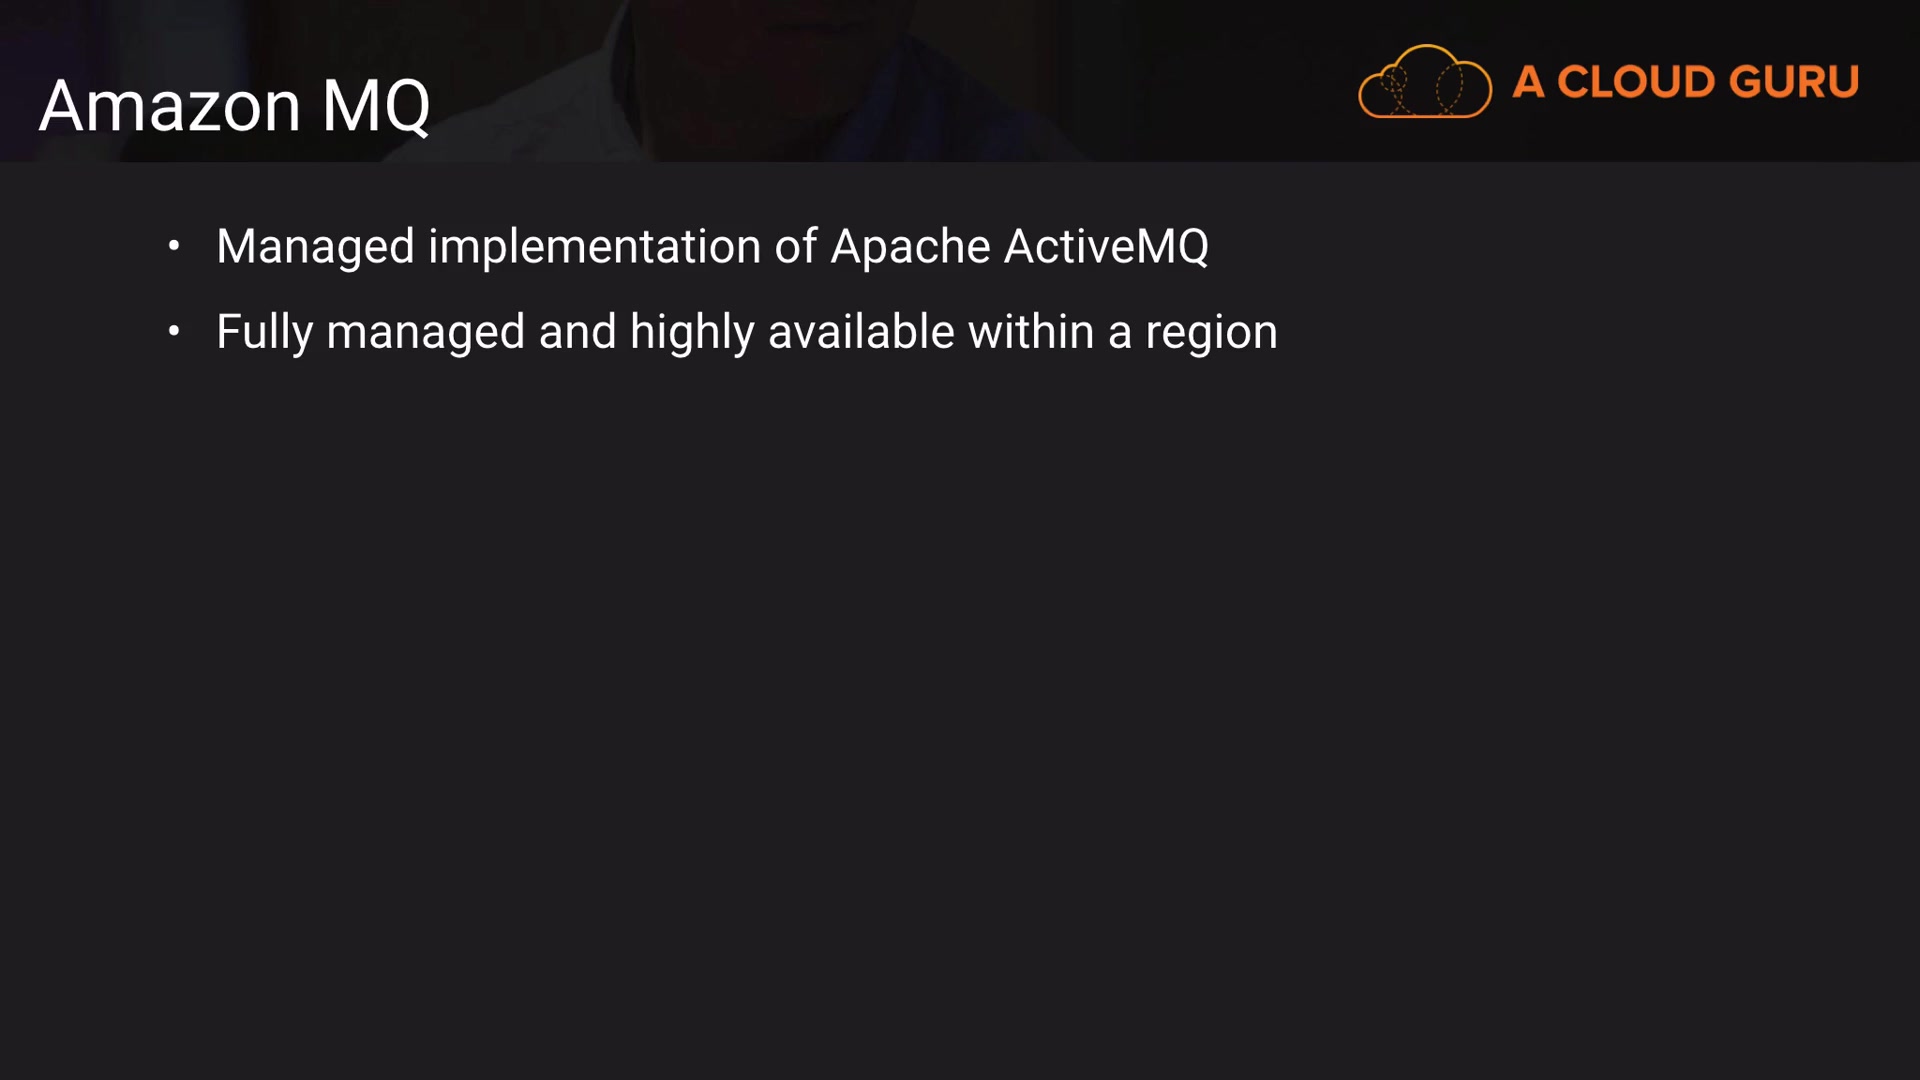 Amazon MQ
A CLOUD GURU
• Managed implementation of Apache ActiveMQ
• Fully managed and highly available within a region